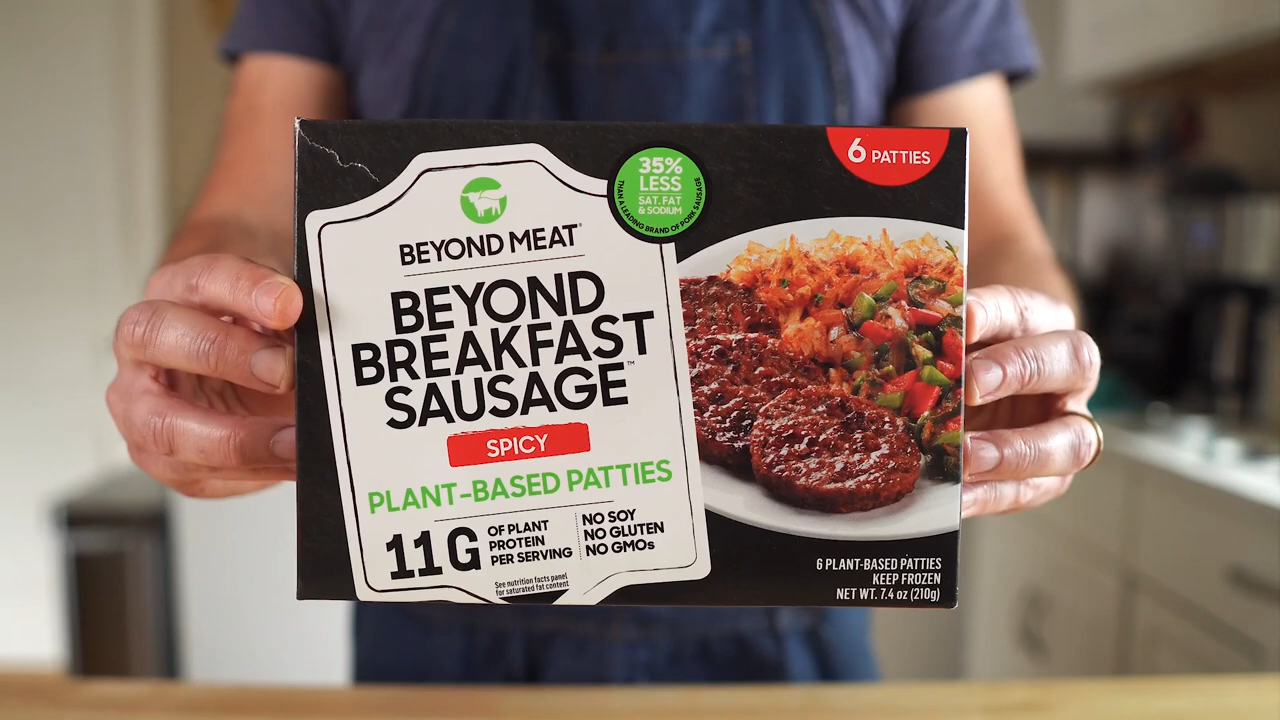 BEYOND MEAT®
BEYOND
BREAKFAST
SAUSAGE™
SPICY
PLANT-BASED PATTIES
11G
OF PLANT
PROTEIN
PER SERVING
NO SOY
NO GLUTEN
NO GMOs
See nutrition facts panel
for saturated fat content
35%
LESS
SAT. FAT
& SODIUM
THAN A LEADING BRAND OF PORK SAUSAGE
6 PATTIES
6 PLANT-BASED PATTIES
KEEP FROZEN
NET WT. 7.4 oz (210g)